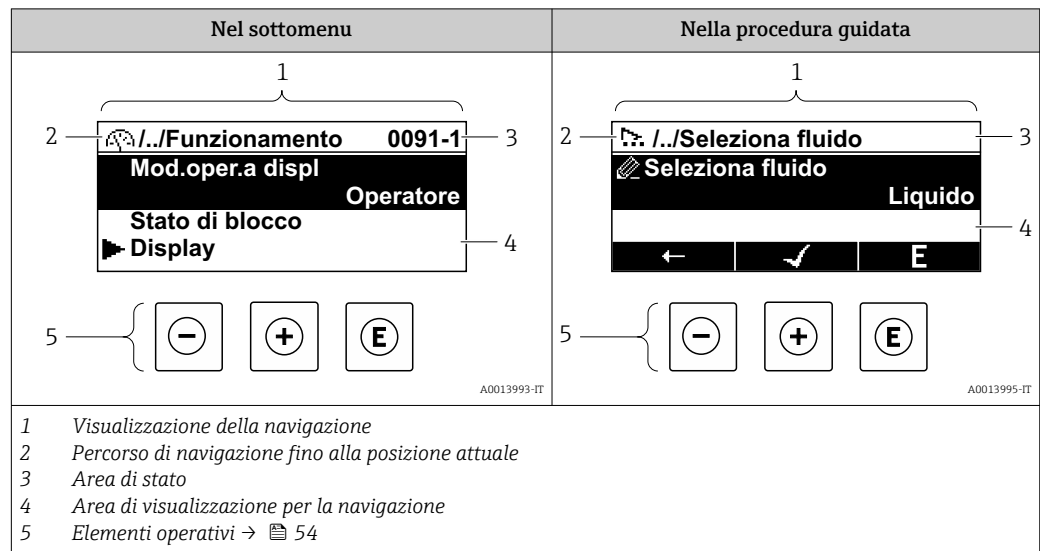 Nel sottomenu
Nella procedura guidata
1
2
/../Funzionamento 0091-1
3
Mod.oper.a displ
Operatore
Stato di blocco
Display
4
5
- + E
A0013993-IT
1
2
/../Seleziona fluido
3
Seleziona fluido
Liquido
4
← ✓ E
5
- + E
A0013995-IT
1 Visualizzazione della navigazione
2 Percorso di navigazione fino alla posizione attuale
3 Area di stato
4 Area di visualizzazione per la navigazione
5 Elementi operativi → 54